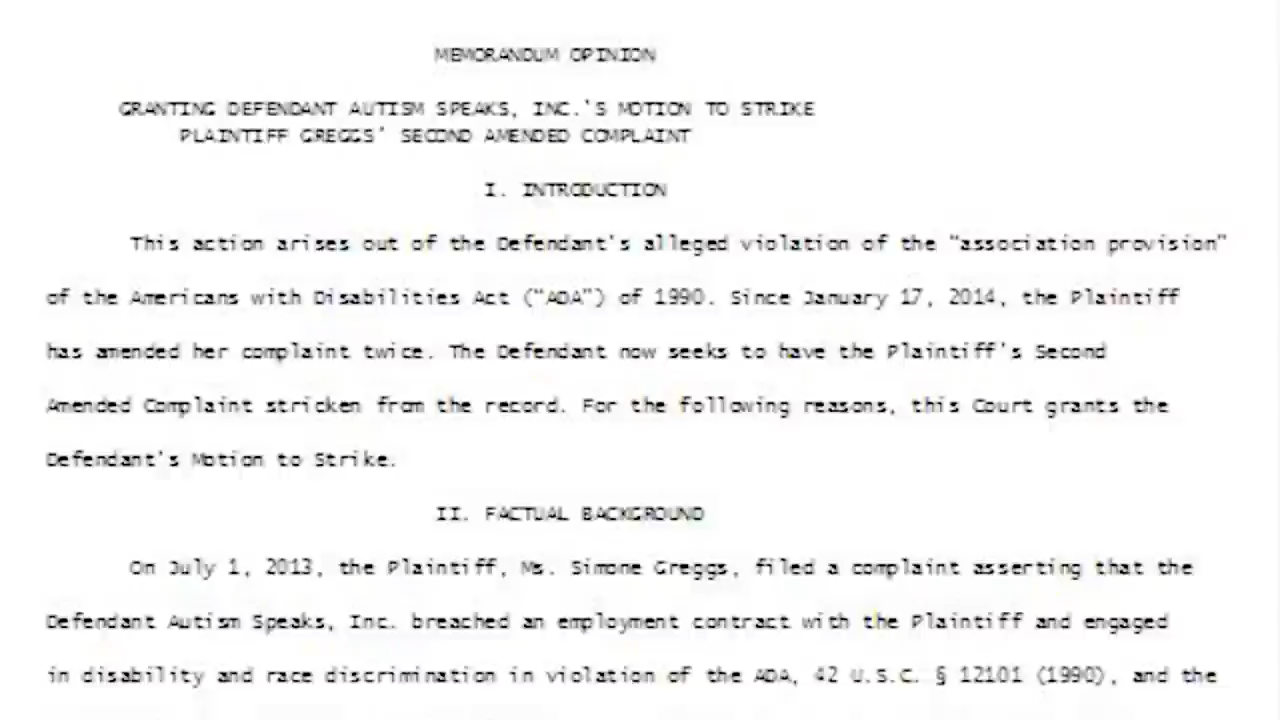 MEMORANDUM OPINION
GRANTING DEFENDANT AUTISM SPEAKS, INC.'S MOTION TO STRIKE
PLAINTIFF GREGGS' SECOND AMENDED COMPLAINT
I. INTRODUCTION
This action arises out of the Defendant's alleged violation of the "association provision"
of the Americans with Disabilities Act ("ADA") of 1990. Since January 17, 2014, the Plaintiff
has amended her complaint twice. The Defendant now seeks to have the Plaintiff's Second
Amended Complaint stricken from the record. For the following reasons, this Court grants the
Defendant's Motion to Strike.
II. FACTUAL BACKGROUND
On July 1, 2013, the Plaintiff, Ms. Simone Greggs, filed a complaint asserting that the
Defendant Autism Speaks, Inc. breached an employment contract with the Plaintiff and engaged
in disability and race discrimination in violation of the ADA, 42 U.S.C. § 12101 (1990), and the